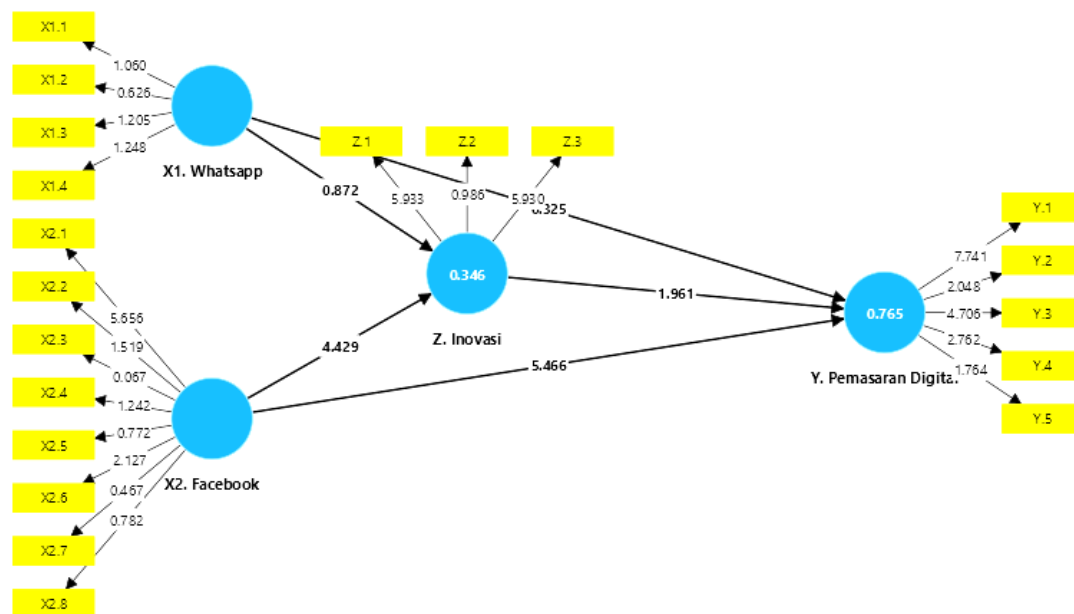 X1.1
1.060
X1.2
0.626
X1.3
1.205
X1.4
1.248
X1. Whatsapp
Z.1
Z.2
Z.3
5.933
0.986
5.930
0.872
0.346
Z. Inovasi
1.961
4.429
5.466
X2.1
X2.2
X2.3
X2.4
X2.5
X2.6
X2.7
X2.8
5.656
1.519
0.067
1.242
0.772
2.127
0.467
0.782
X2. Facebook
0.765
Y. Pemasaran
Y.1
Y.2
Y.3
Y.4
Y.5
7.741
2.048
4.706
2.762
1.764